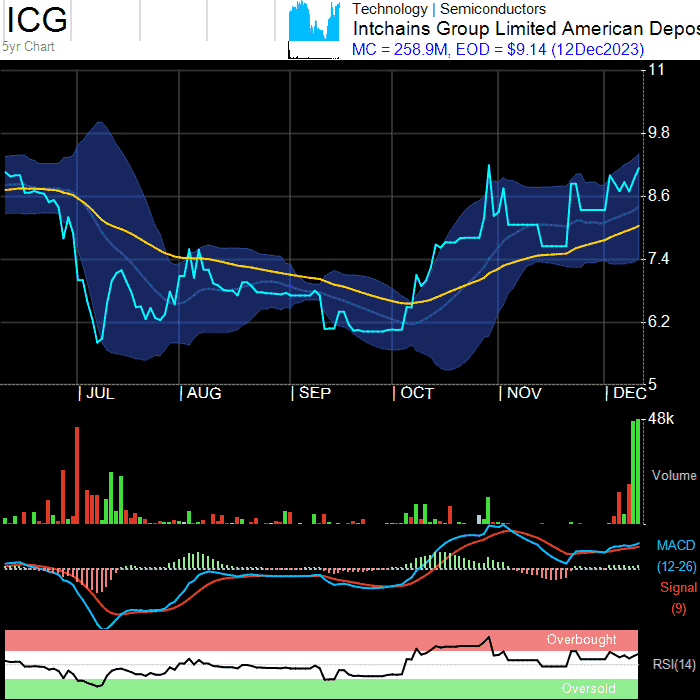 ICG
5yr Chart
Technology | Semiconductors
Intchains Group Limited American Depos
MC = 258.9M, EOD = $9.14 (12Dec2023)
11
9.8
8.6
7.4
6.2
5
JUL AUG SEP OCT NOV DEC
48k
Volume
MACD
(12-26)
Signal
(9)
Overbought
RSI(14)
Oversold